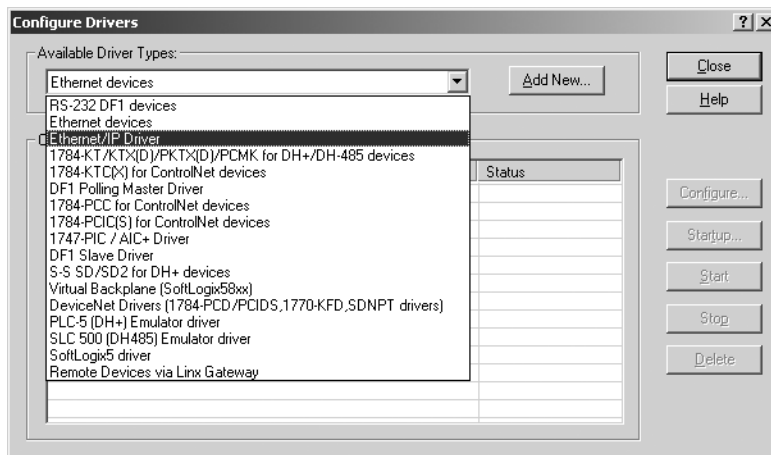 Configure Drivers
Available Driver Types:
Ethernet devices
Add New...
Close
Help
RS-232 DF1 devices
Ethernet devices
Ethernet/IP Driver
1784-KT/KTX(D)/PKTX(D)/PCMK for DH+/DH-485 devices
1784-KTC(X) for ControlNet devices
DF1 Polling Master Driver
1784-PCC for ControlNet devices
1784-PCIC(S) for ControlNet devices
1747-PIC / AIC+ Driver
DF1 Slave Driver
S-S SD/SD2 for DH+ devices
Virtual Backplane (SoftLogix58xx)
DeviceNet Drivers (1784-PCD/PCIDS,1770-KFD,SDNPT drivers)
PLC-5 (DH+) Emulator driver
SLC 500 (DH485) Emulator driver
SoftLogix5 driver
Remote Devices via Linx Gateway
Status
Configure...
Startup...
Start
Stop
Delete